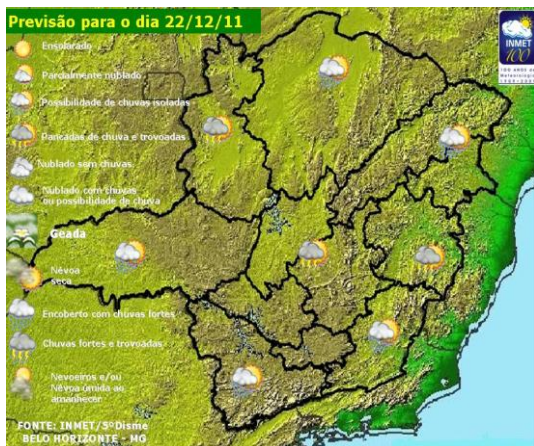 Previsão para o dia 22/12/11
INMET
100
Ensolarado
Parcialmente nublado
Possibilidade de chuvas isoladas
Pancadas de chuva e trovoadas
Nublado sem chuvas
Nublado com chuvas
ou possibilidade de chuva
Geada
Névoa
seca
Encoberto com chuvas fortes
Chuvas fortes e trovoadas
Nevoeiros e/ou
Névoa úmida ao
amanhecer
FONTE: INMET/5ºDisme
BELO HORIZONTE - MG